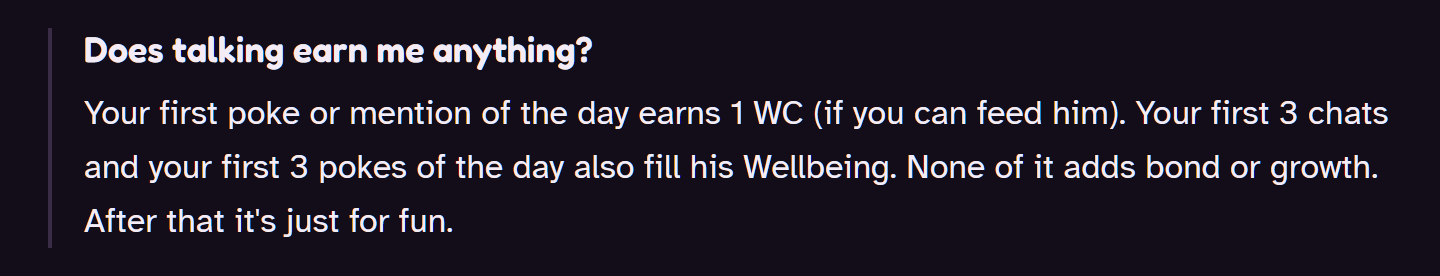 Does talking earn me anything?
Your first poke or mention of the day earns 1 WC (if you can feed him). Your first 3 chats
and your first 3 pokes of the day also fill his Wellbeing. None of it adds bond or growth.
After that it's just for fun.